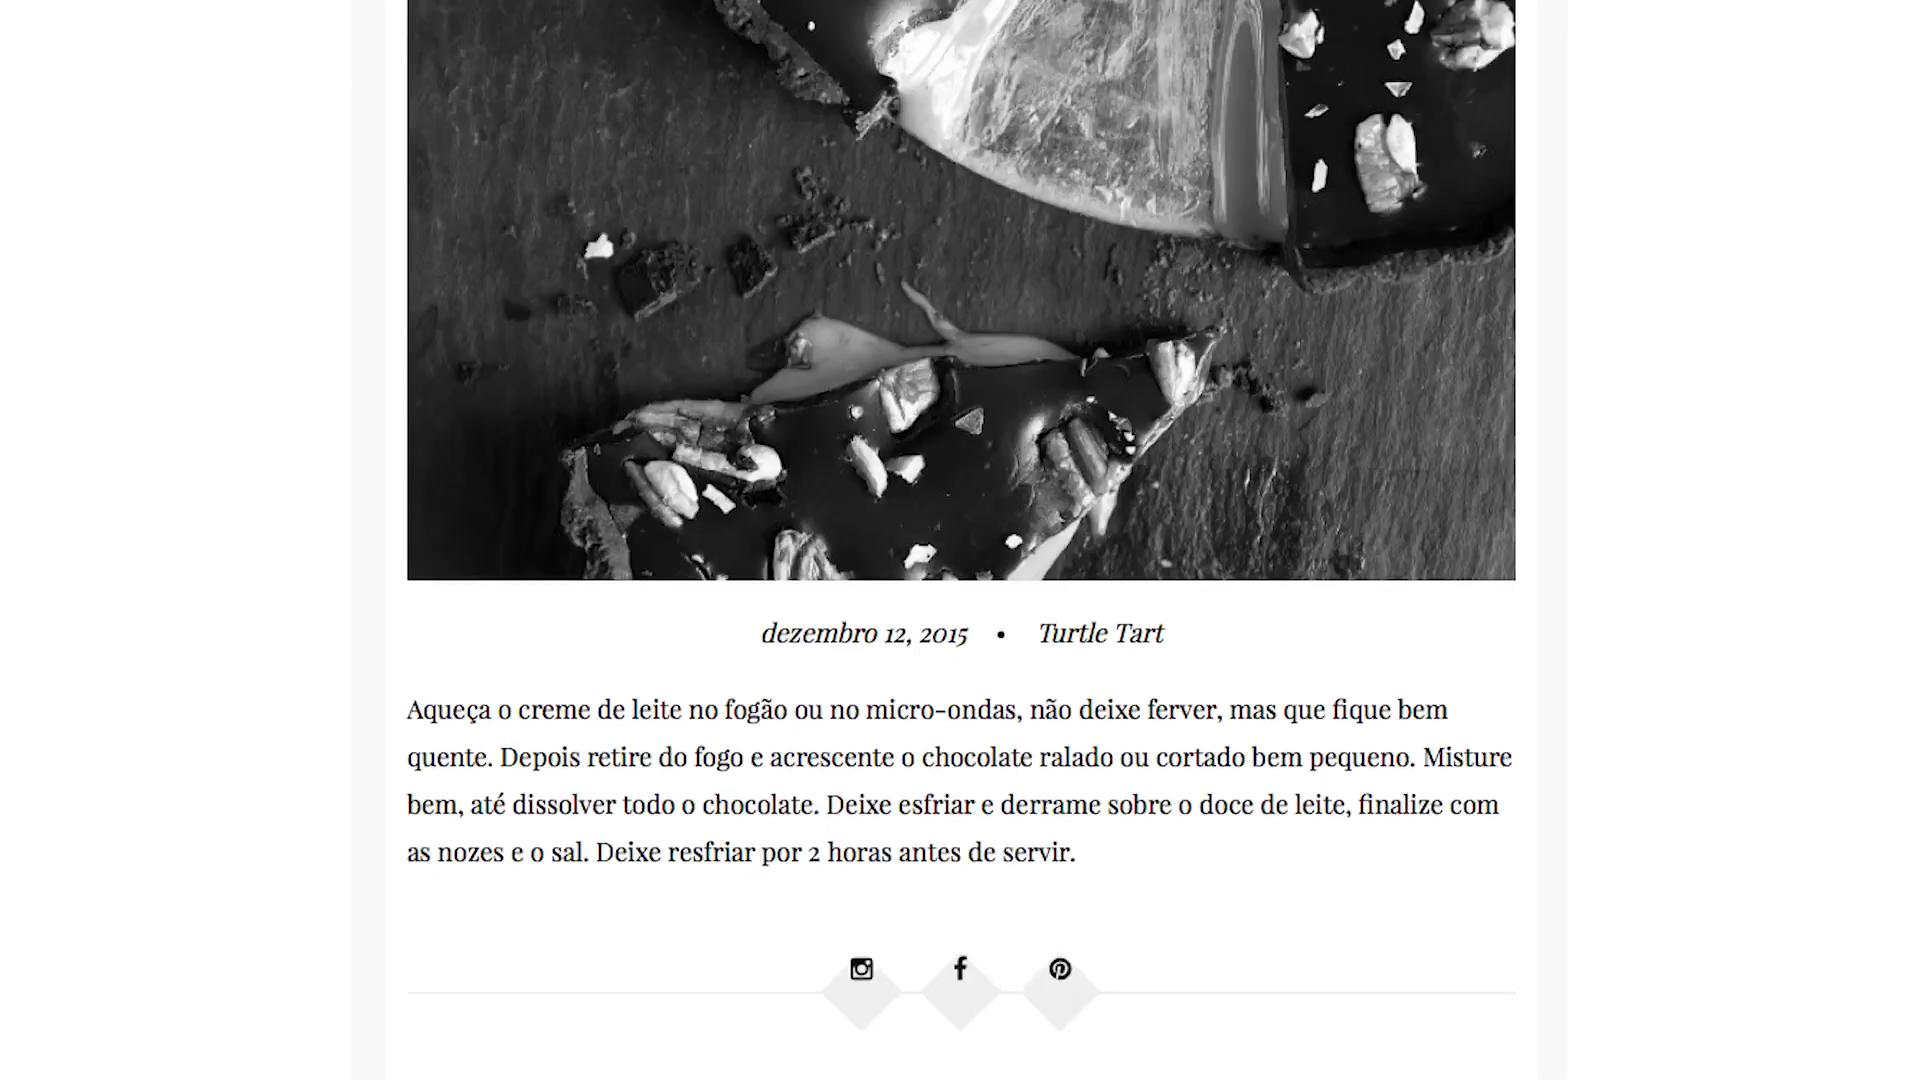 dezembro 12, 2015 • Turtle Tart
Aqueça o creme de leite no fogão ou no micro-ondas, não deixe ferver, mas que fique bem
quente. Depois retire do fogo e acrescente o chocolate ralado ou cortado bem pequeno. Misture
bem, até dissolver todo o chocolate. Deixe esfriar e derrame sobre o doce de leite, finalize com
as nozes e o sal. Deixe resfriar por 2 horas antes de servir.